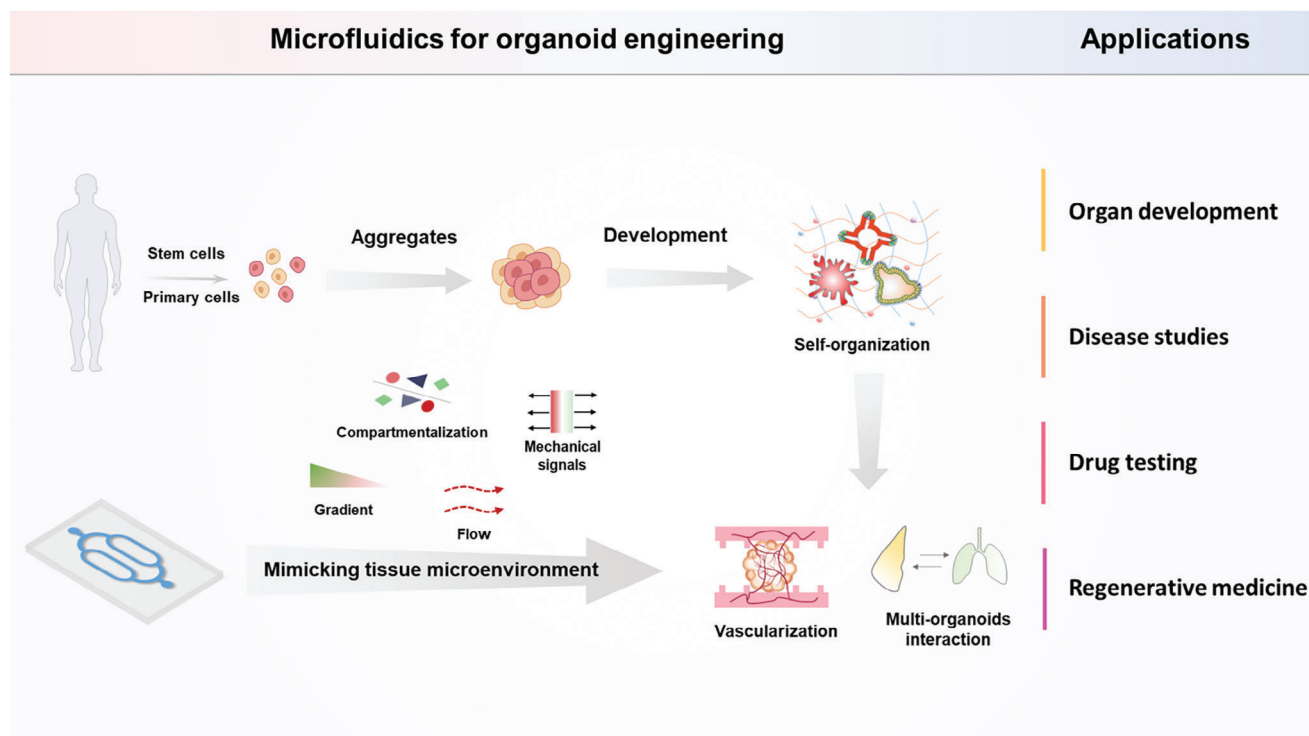 Microfluidics for organoid engineering
Applications
Stem cells
Primary cells
Aggregates
Development
Self-organization
Compartmentalization
Mechanical
signals
Gradient
Flow
Mimicking tissue microenvironment
Vascularization
Multi-organoids
interaction
Organ development
Disease studies
Drug testing
Regenerative medicine